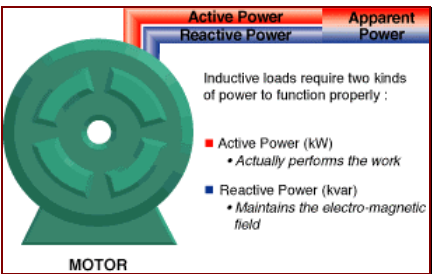 Active Power
Reactive Power
Apparent
Power
Inductive loads require two kinds
of power to function properly :
Active Power (kW)
• Actually performs the work
Reactive Power (kvar)
• Maintains the electro-magnetic
field
MOTOR